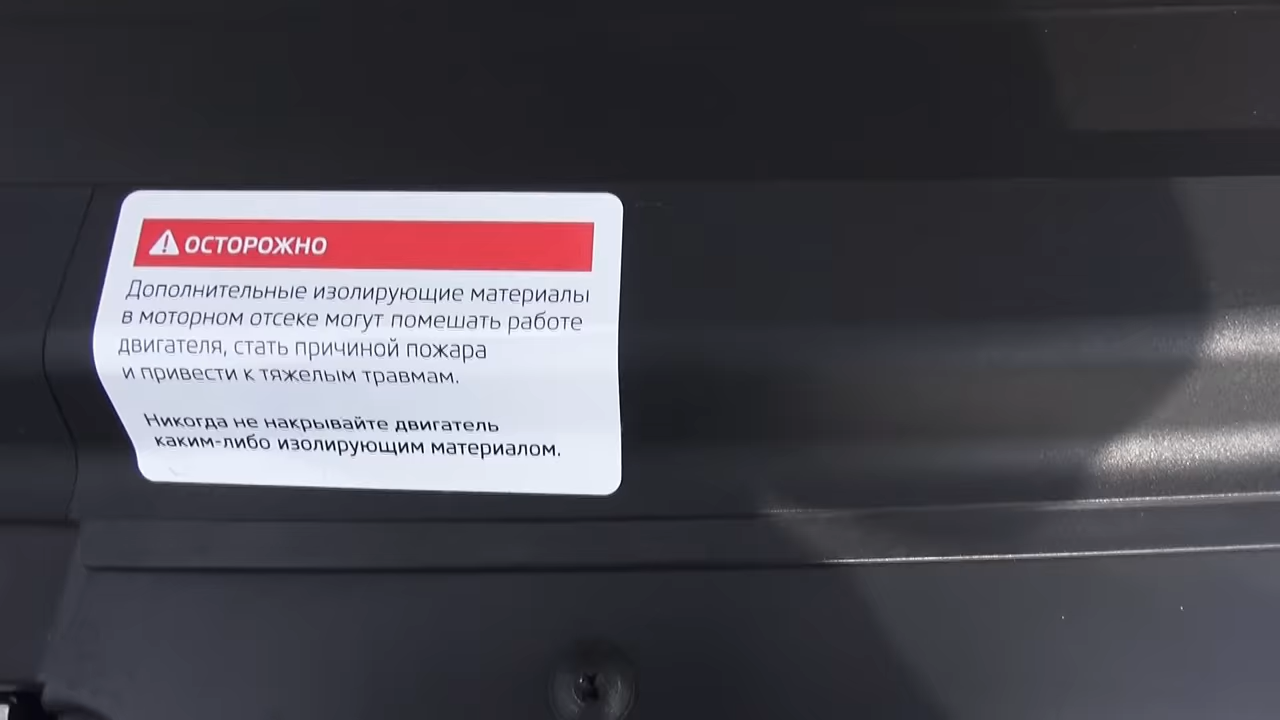 ОСТОРОЖНО
Дополнительные изолирующие материалы
в моторном отсеке могут помешать работе
двигателя, стать причиной пожара
и привести к тяжелым травмам.
Никогда не накрывайте двигатель
каким-либо изолирующим материалом.